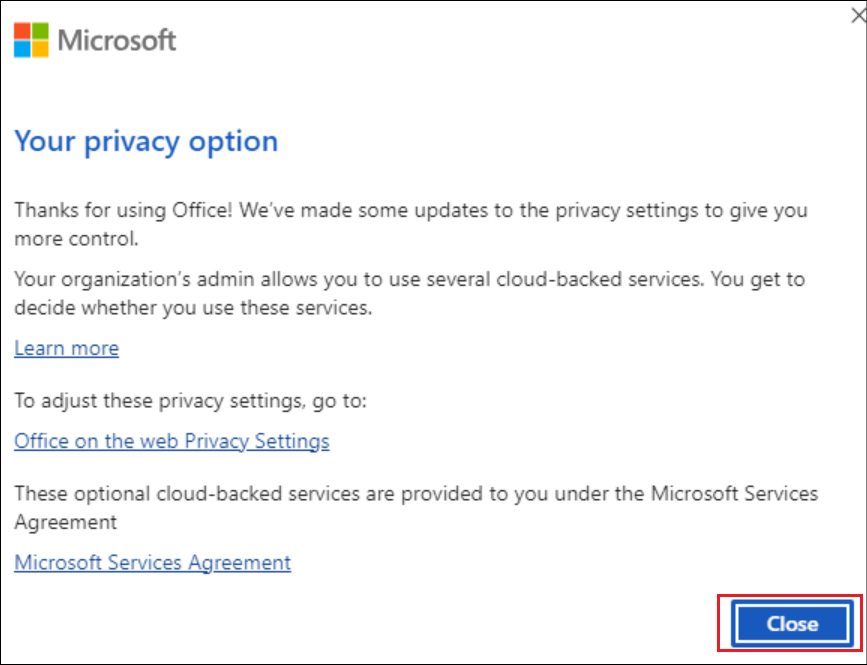 Microsoft
Your privacy option
Thanks for using Office! We've made some updates to the privacy settings to give you
more control.
Your organization's admin allows you to use several cloud-backed services. You get to
decide whether you use these services.
Learn more
To adjust these privacy settings, go to:
Office on the web Privacy Settings
These optional cloud-backed services are provided to you under the Microsoft Services
Agreement
Microsoft Services Agreement
Close